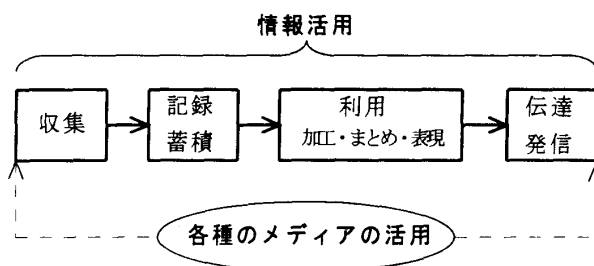 情報活用
収集
記録
蓄積
利用
加工・まとめ・表現
伝達
発信
各種のメディアの活用